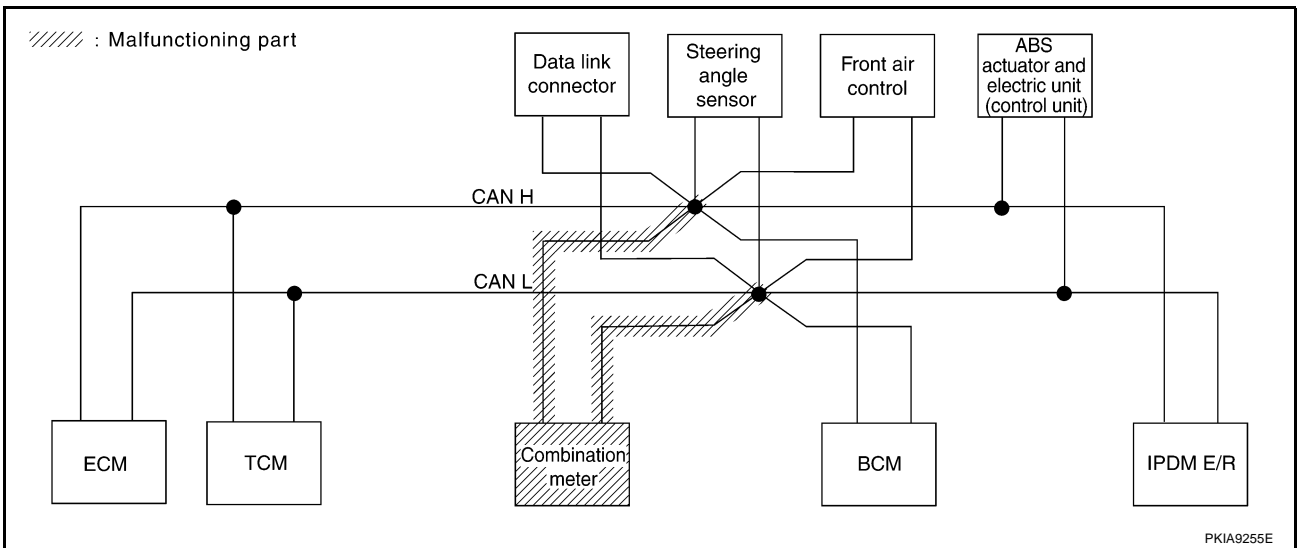 : Malfunctioning part
Data link
connector
Steering
angle
sensor
Front air
control
ABS
actuator and
electric unit
(control unit)
CAN H
CAN L
ECM
TCM
Combination
meter
BCM
IPDM E/R
PKIA9255E